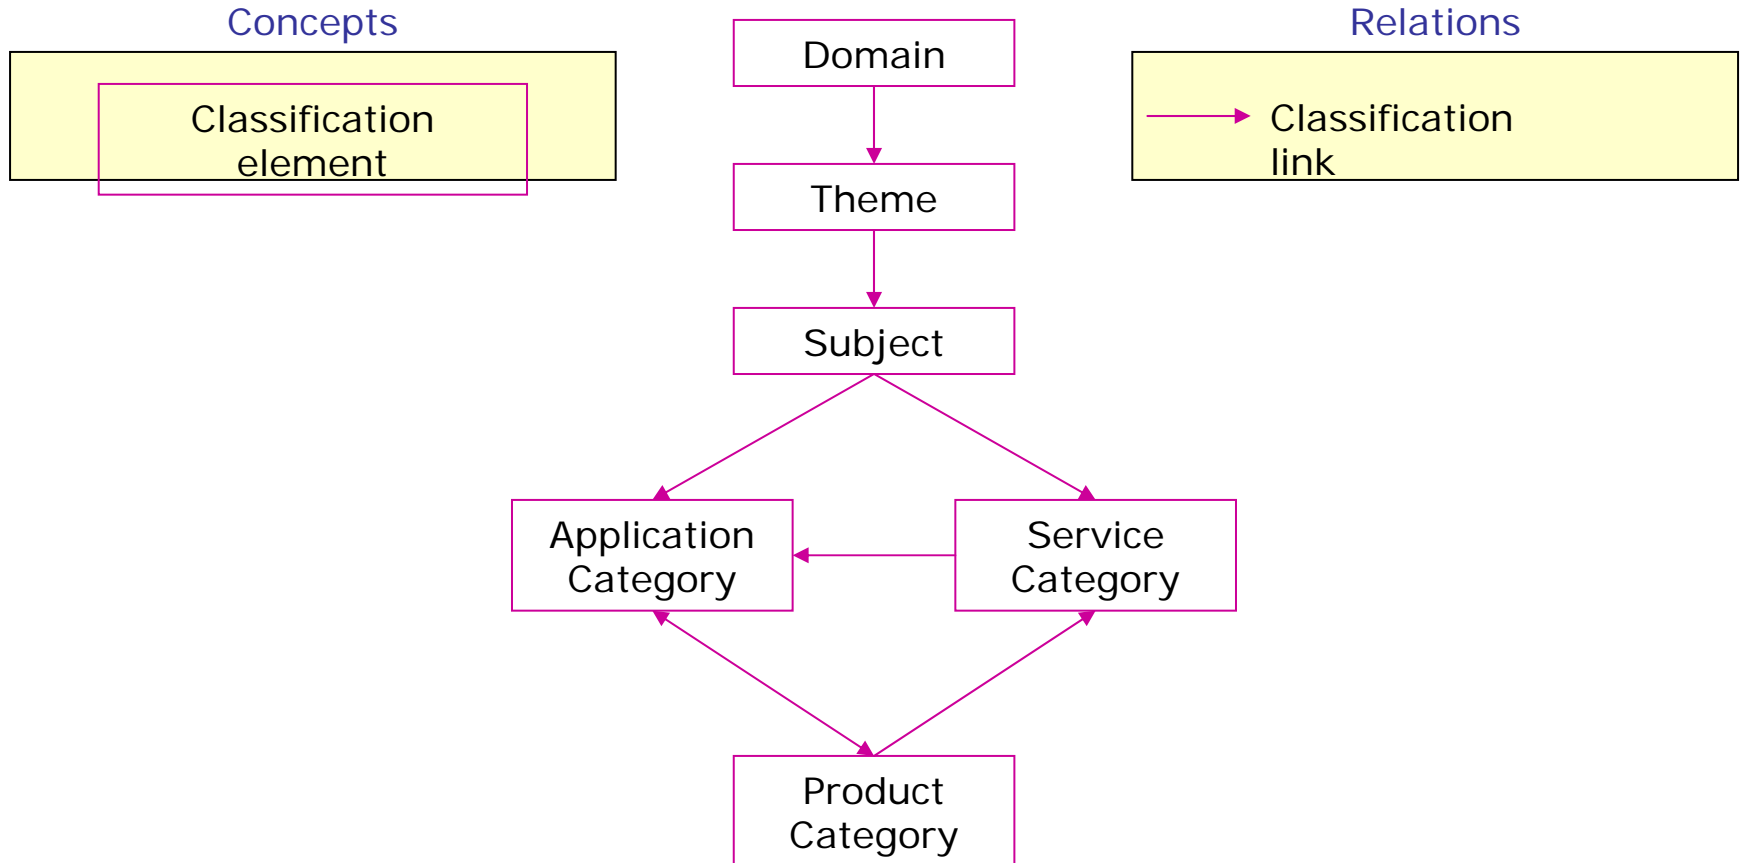 Concepts
Classification
element
Domain
Theme
Subject
Application
Category
Service
Category
Product
Category
Relations
Classification
link